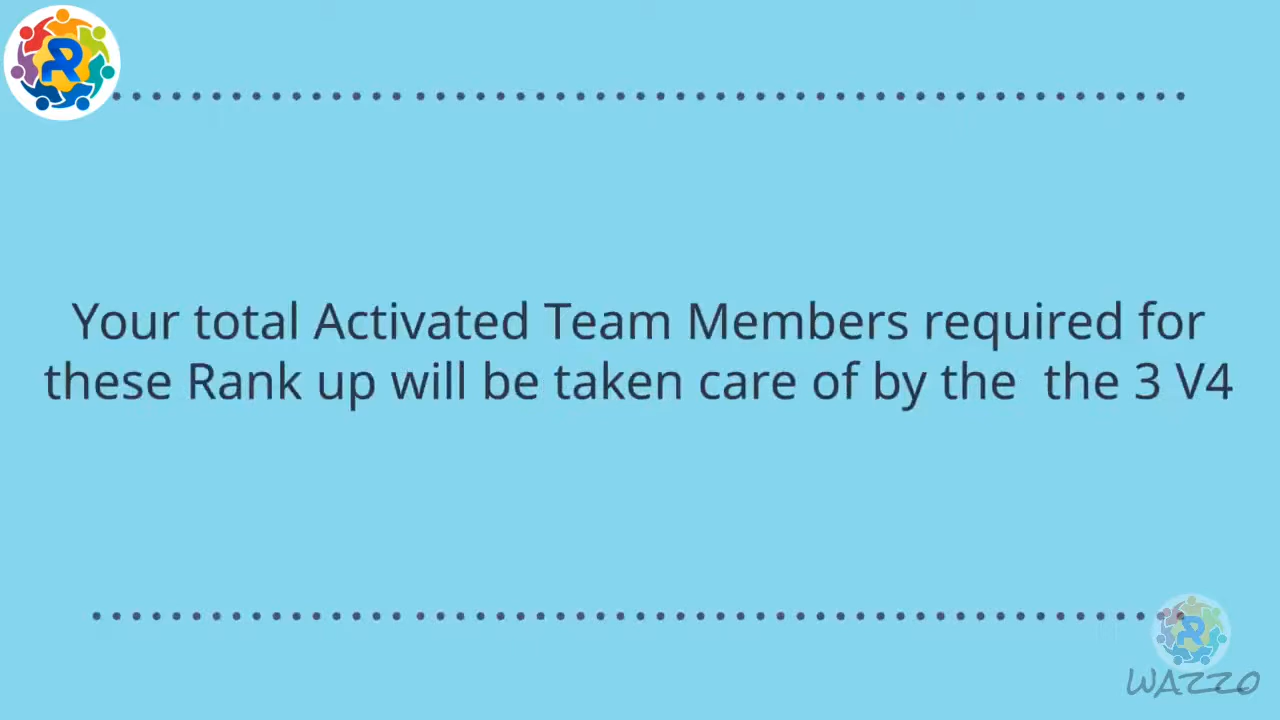 Your total Activated Team Members required for
these Rank up will be taken care of by the the 3 V4
R
R
WAZZO